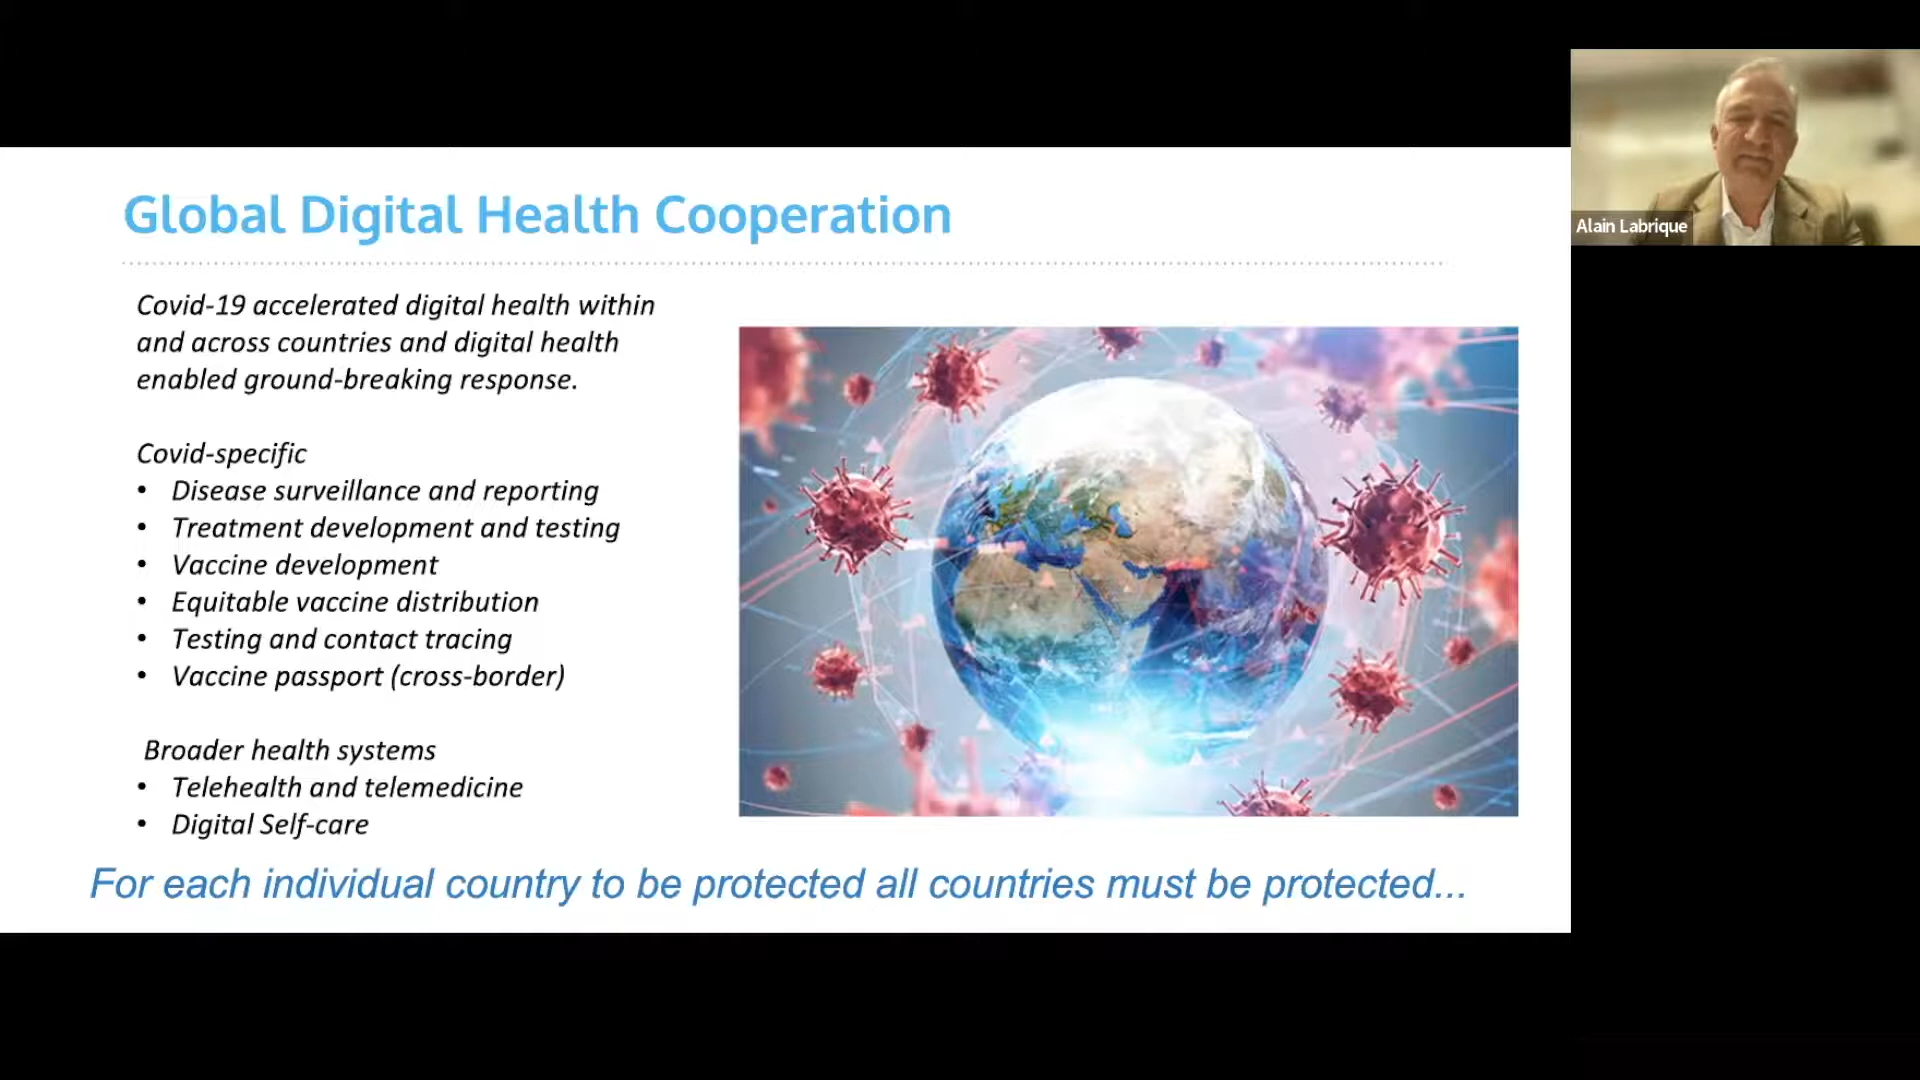 Global Digital Health Cooperation
Covid-19 accelerated digital health within
and across countries and digital health
enabled ground-breaking response.
Covid-specific
• Disease surveillance and reporting
• Treatment development and testing
• Vaccine development
• Equitable vaccine distribution
• Testing and contact tracing
• Vaccine passport (cross-border)
Broader health systems
• Telehealth and telemedicine
• Digital Self-care
For each individual country to be protected all countries must be protected...
Alain Labrique